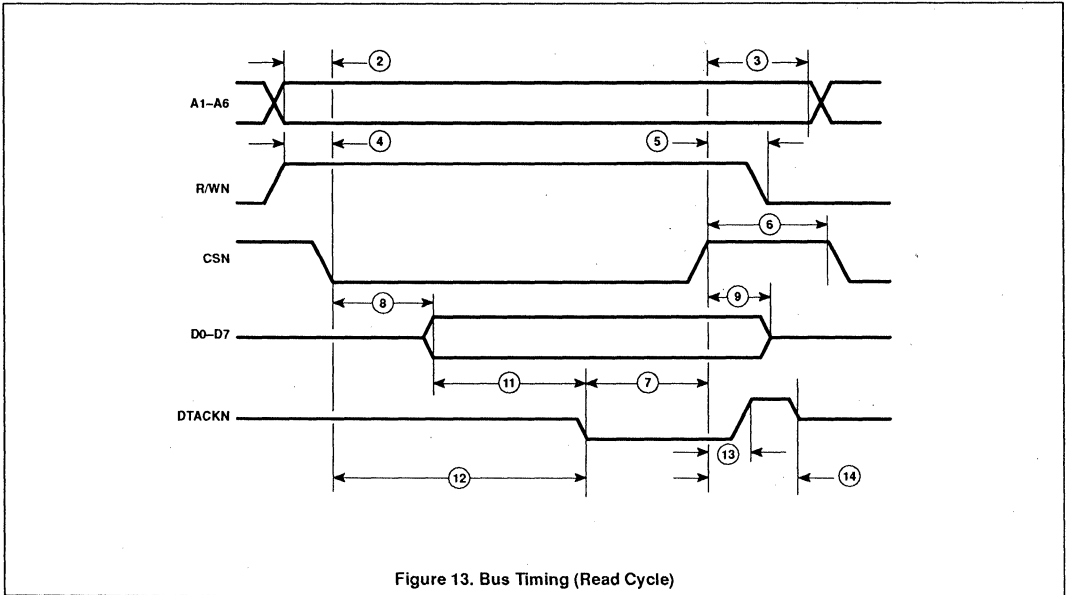 2
3
A1–A6
4
5
R/WN
6
CSN
8
9
D0–D7
11
7
DTACKN
13
12
14
Figure 13. Bus Timing (Read Cycle)